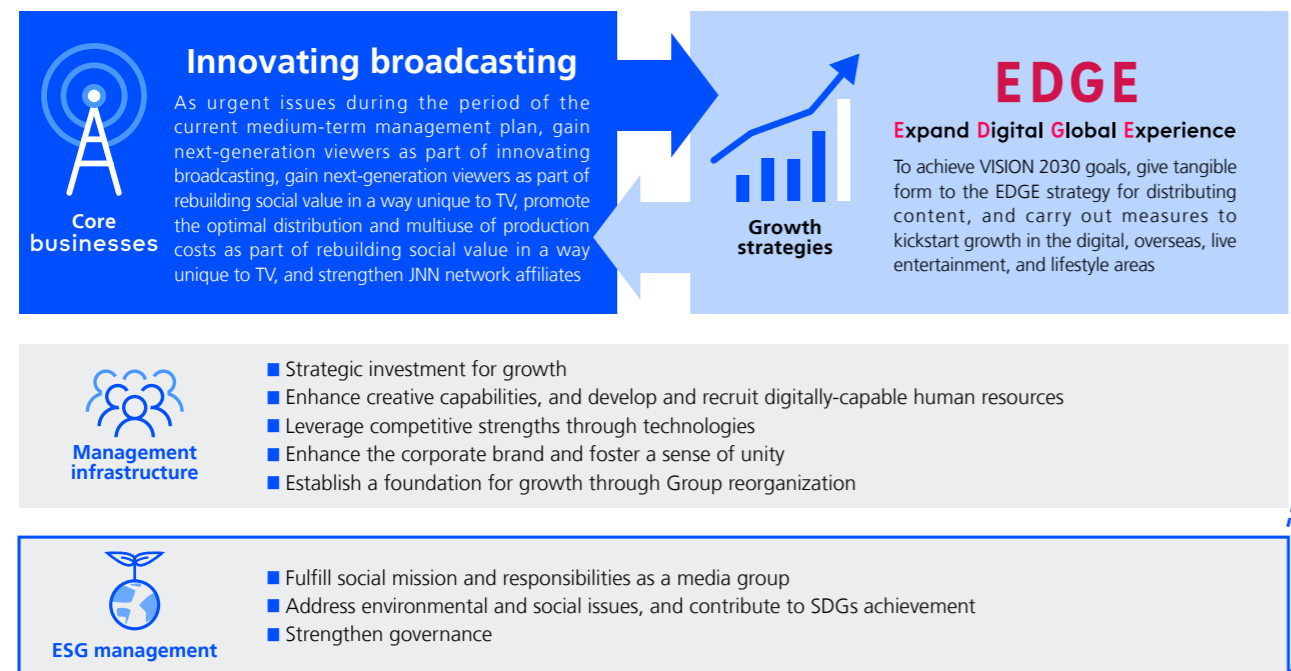 Innovating broadcasting
As urgent issues during the period of the
current medium-term management plan, gain
next-generation viewers as part of innovating
broadcasting, gain next-generation viewers as part of
rebuilding social value in a way unique to TV, promote
the optimal distribution and multiuse of production
costs as part of rebuilding social value in a way
unique to TV, and strengthen JNN network affiliates
Core
businesses
Growth
strategies
EDGE
Expand Digital Global Experience
To achieve VISION 2030 goals, give tangible
form to the EDGE strategy for distributing
content, and carry out measures to
kickstart growth in the digital, overseas, live
entertainment, and lifestyle areas
Management
infrastructure
■ Strategic investment for growth
■ Enhance creative capabilities, and develop and recruit digitally-capable human resources
■ Leverage competitive strengths through technologies
■ Enhance the corporate brand and foster a sense of unity
■ Establish a foundation for growth through Group reorganization
ESG management
■ Fulfill social mission and responsibilities as a media group
■ Address environmental and social issues, and contribute to SDGs achievement
■ Strengthen governance